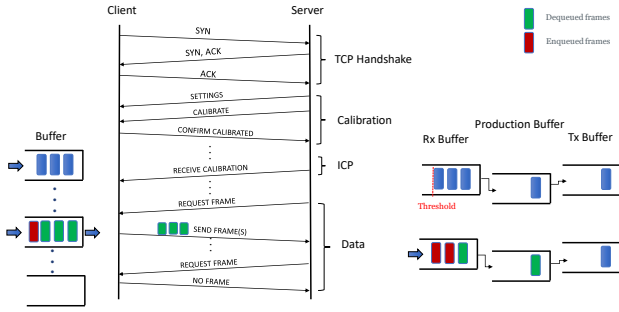 Client
Server
Dequeued frames
Enqueued frames
SYN
SYN, ACK
ACK
TCP Handshake
SETTINGS
CALIBRATE
CONFIRM CALIBRATED
Calibration
RECEIVE CALIBRATION
ICP
REQUEST FRAME
SEND FRAME(S)
REQUEST FRAME
NO FRAME
Data
Buffer
Production Buffer
Rx Buffer
Tx Buffer
Threshold